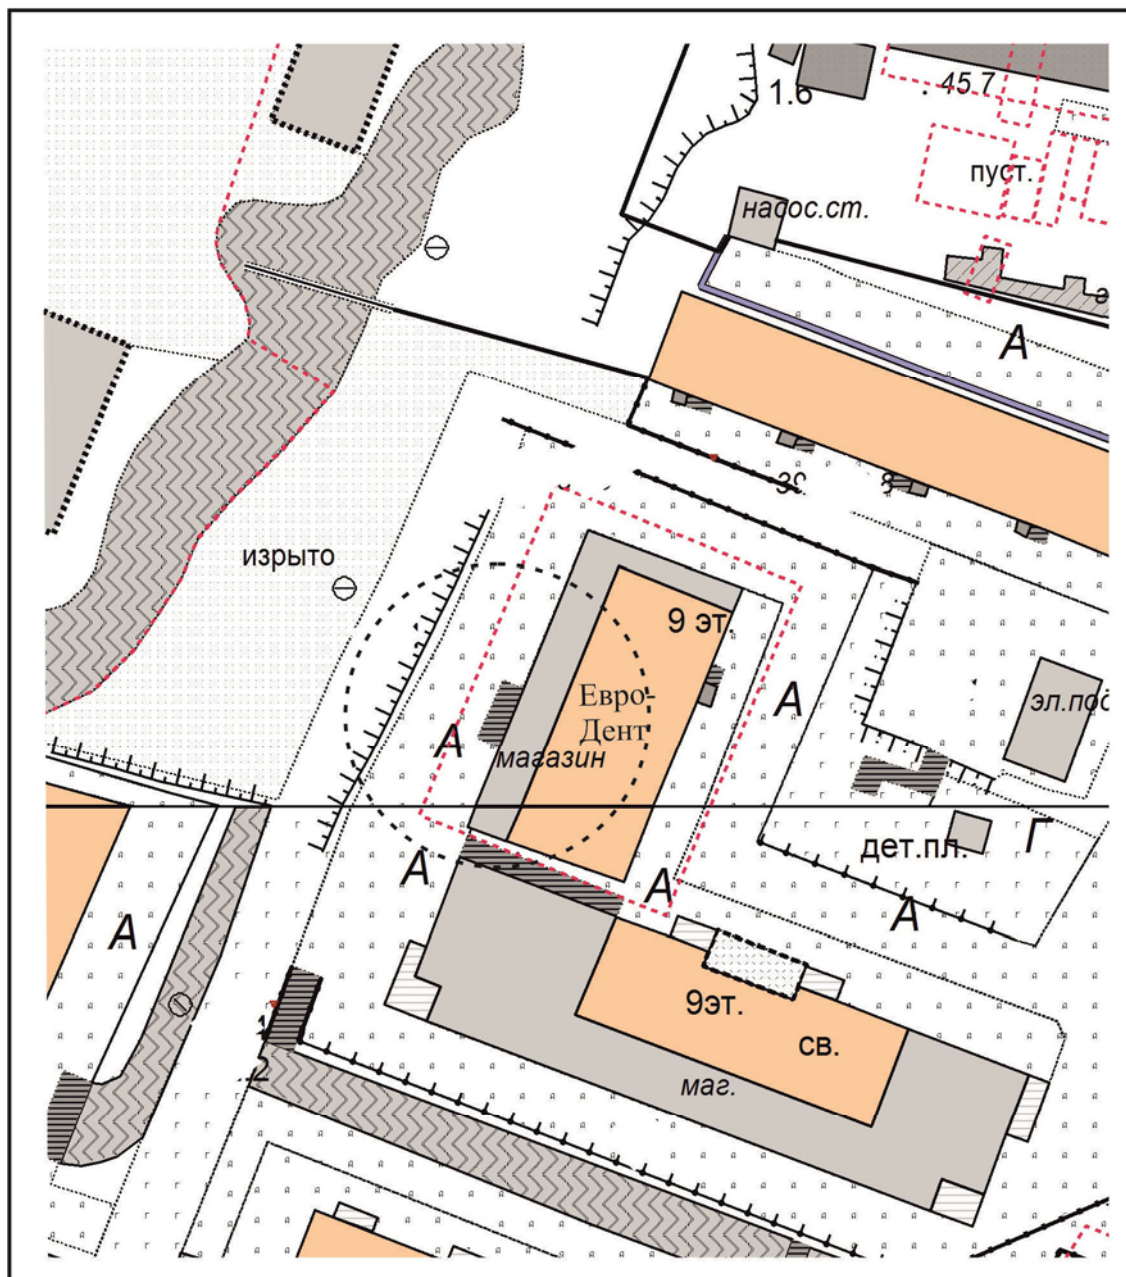 1.6
. 45.7
пуст.
насос.ст.
А
изрыто
9 эт.
Евро-
Дент
А
эл.под
А
магазин
дет.пл.
Г
А
А
А
А
9эт.
св.
маг.